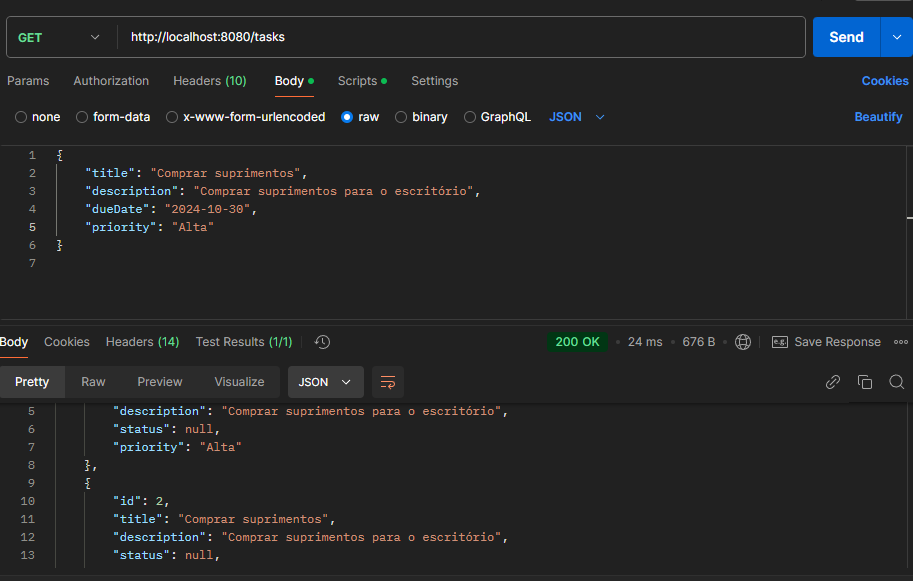 GET http://localhost:8080/tasks Send
Params Authorization Headers (10) Body Scripts Settings Cookies
none form-data x-www-form-urlencoded raw binary GraphQL JSON Beautify
1 {
2 "title": "Comprar suprimentos",
3 "description": "Comprar suprimentos para o escritório",
4 "dueDate": "2024-10-30",
5 "priority": "Alta"
6 }
7
Body Cookies Headers (14) Test Results (1/1) 200 OK • 24 ms • 676 B • e.g. Save Response
Pretty Raw Preview Visualize JSON
5 "description": "Comprar suprimentos para o escritório",
6 "status": null,
7 "priority": "Alta"
8 },
9 {
10 "id": 2,
11 "title": "Comprar suprimentos",
12 "description": "Comprar suprimentos para o escritório",
13 "status": null,